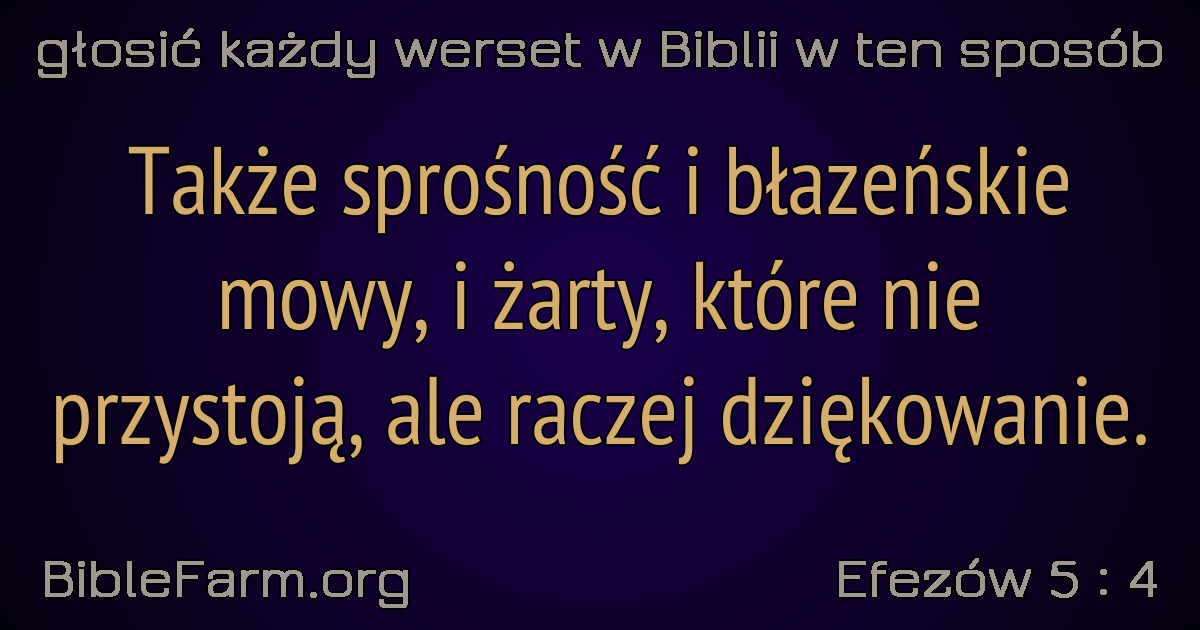 głosić każdy werset w Biblii w ten sposób
Także sprośność i błazeńskie
mowy, i żarty, które nie
przystoją, ale raczej dziękowanie.
BibleFarm.org
Efezów 5 : 4